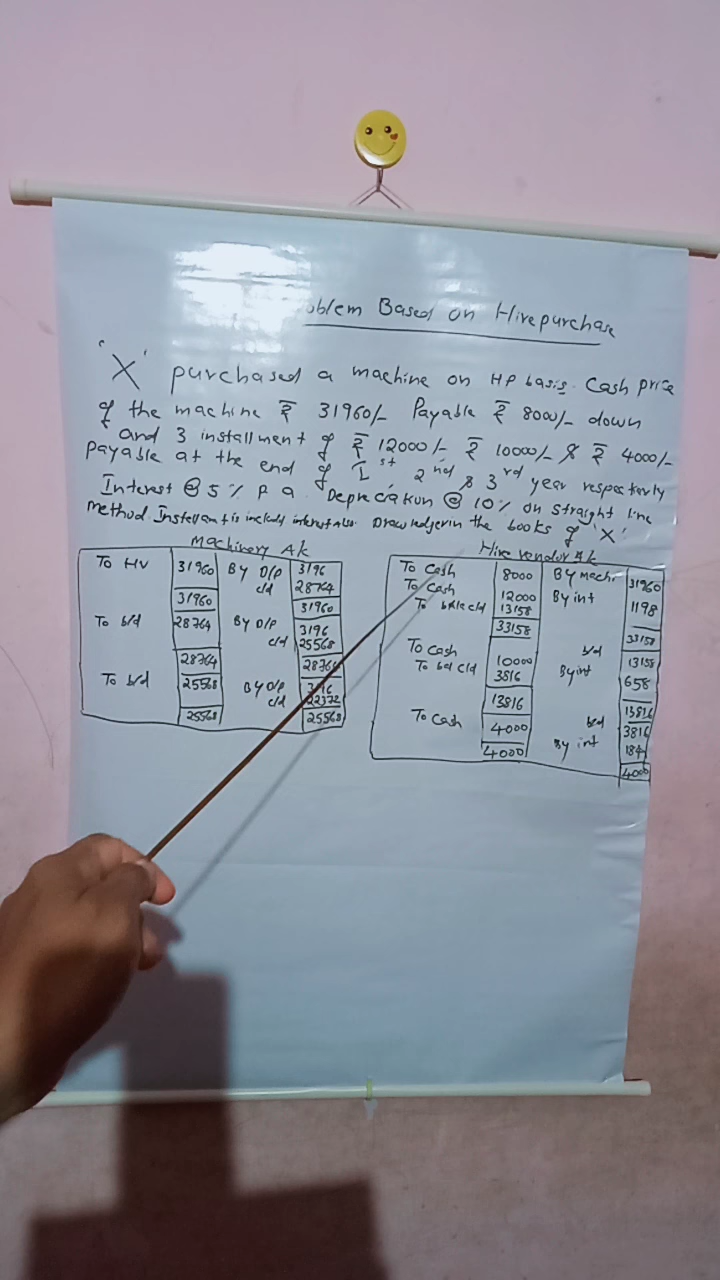 oblem Based on Hirepurchase
'X' purchased a machine on HP basis. Cash price
of the machine ₹ 31960/- Payable ₹ 8000/- down
and 3 installment of ₹ 12000/- ₹ 10000/- & ₹ 4000/-
payable at the end of 1st 2nd & 3rd year respectively
Interest @ 5% P a. Depreciation @ 10% on straight line
method. Installment is includ interest also. Draw ledger in the books of 'X'
Machinery A/c
To HV 31960 By D/P 3196
c/d 28764
31960 31960
To b/d 28764 By D/P 3196
c/d 25568
28764 28764
To b/d 25568 By D/P 3196
c/d 22372
25568 25568
Hire vendor A/c
To Cash 8000 By Mach. 31960
To Cash 12000 By int 1198
To bal c/d 13158
33158 33158
b/d 13158
To Cash 10000 By int 658
To bal c/d 3816
13816 13816
b/d 3816
To Cash 4000 By int 184
4000 4000